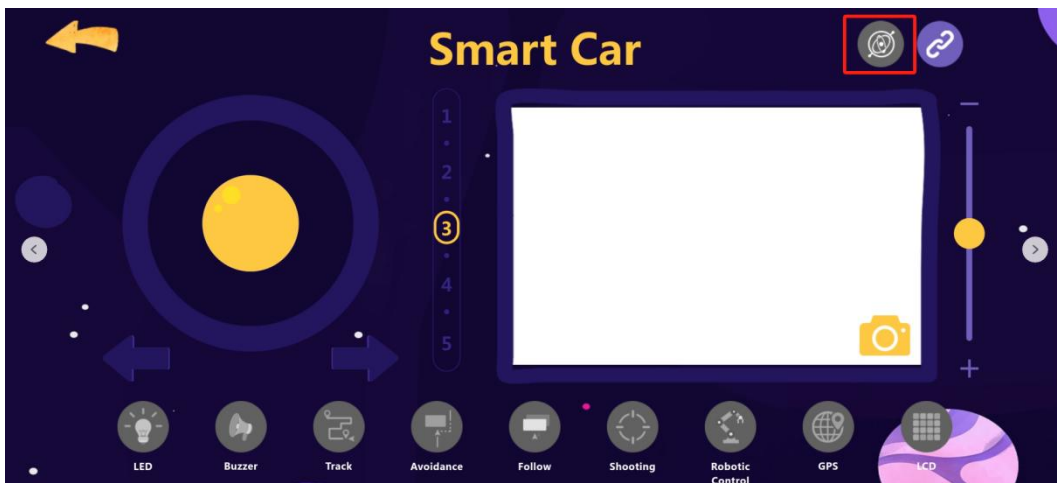 Smart Car
1
2
3
4
5
LED
Buzzer
Track
Avoidance
Follow
Shooting
Robotic
Control
GPS
LCD